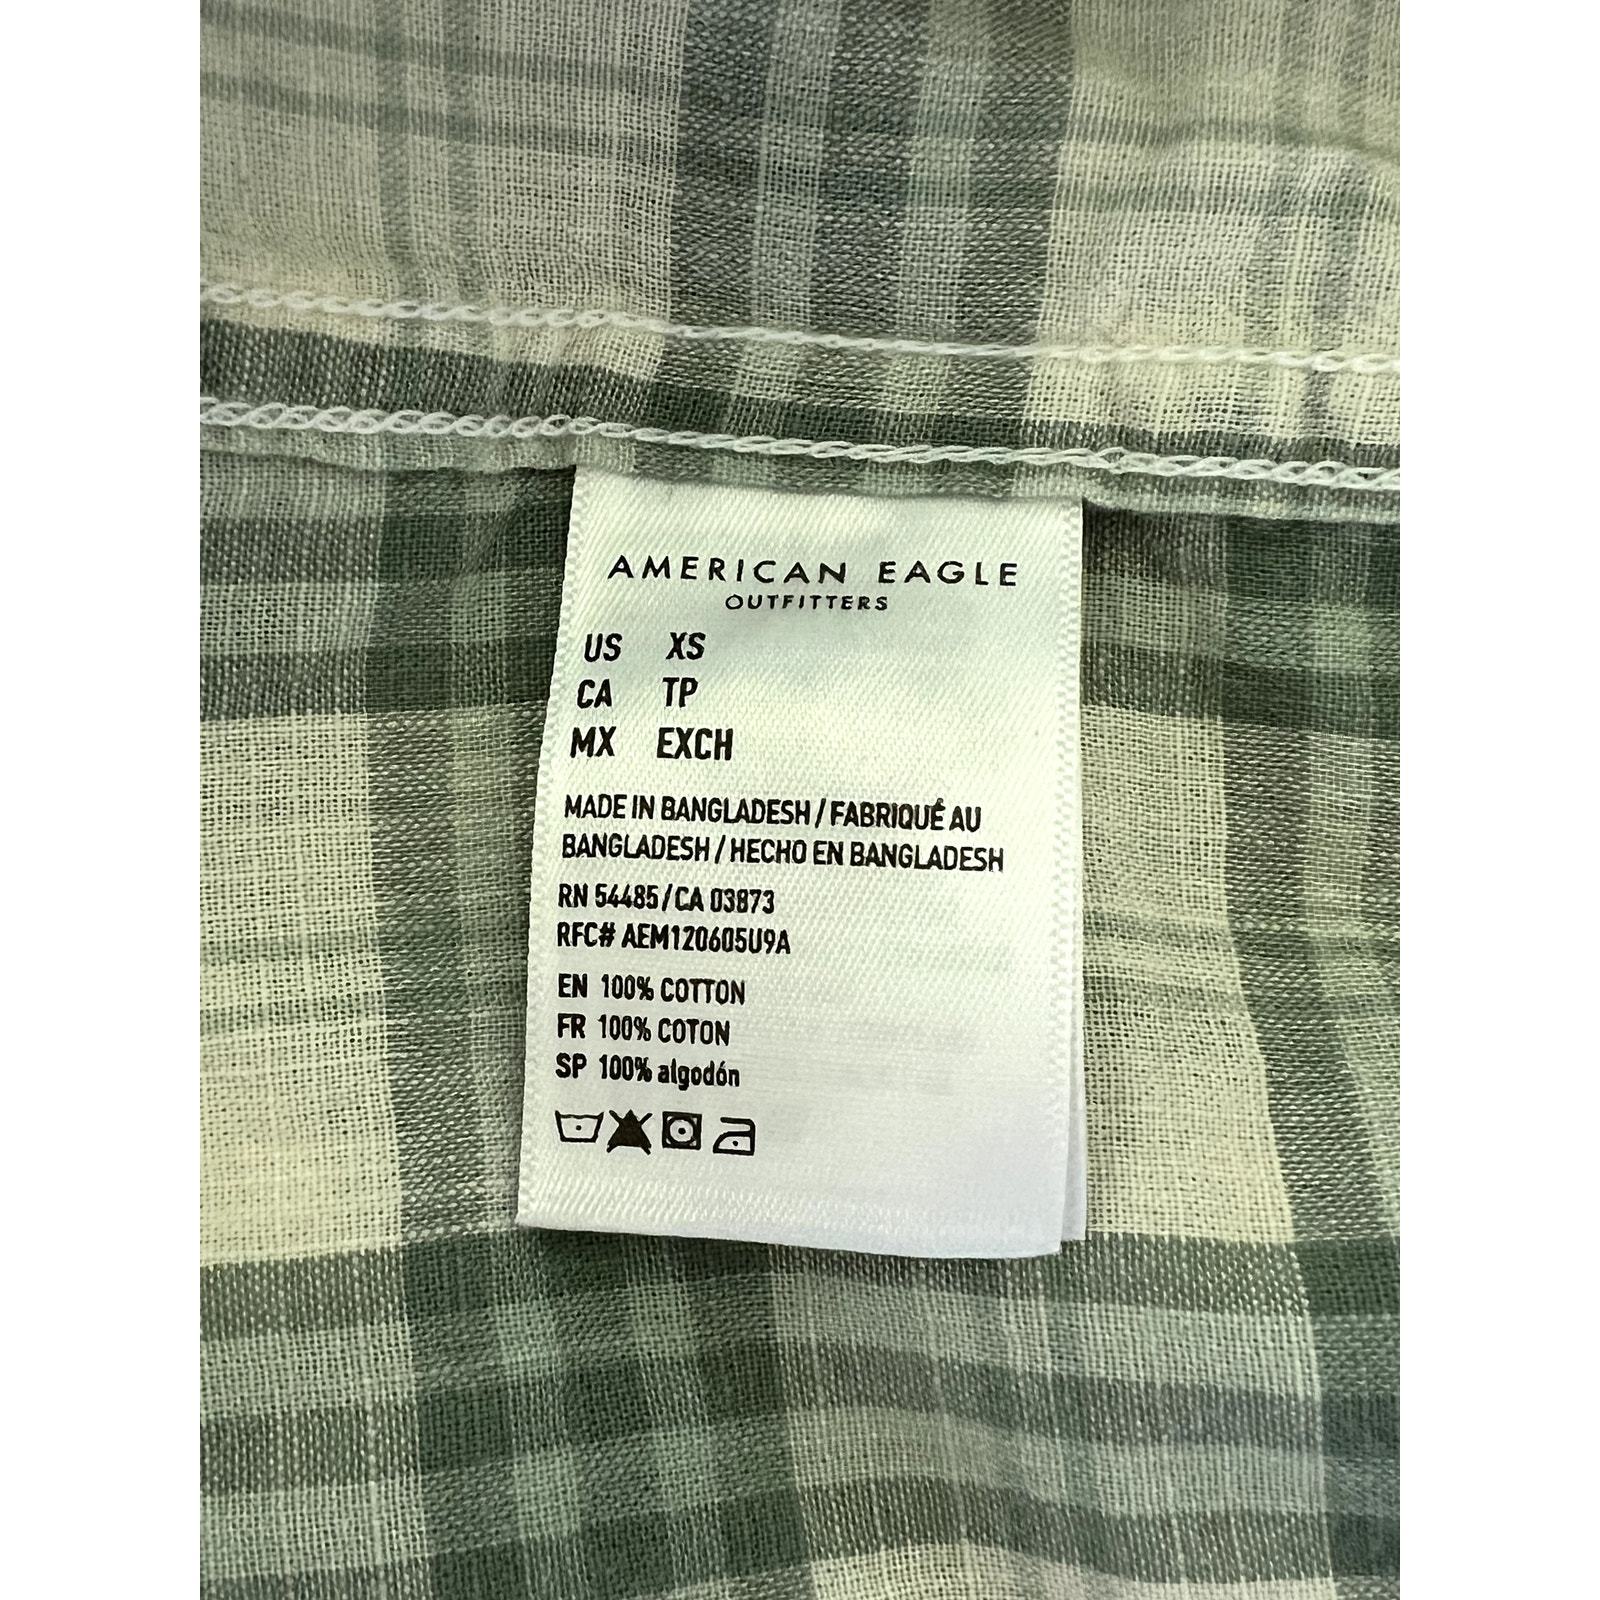 AMERICAN EAGLE
OUTFITTERS
US XS
CA TP
MX EXCH
MADE IN BANGLADESH / FABRIQUÉ AU
BANGLADESH / HECHO EN BANGLADESH
RN 54485 / CA 03873
RFC# AEM120605U9A
EN 100% COTTON
FR 100% COTON
SP 100% algodón